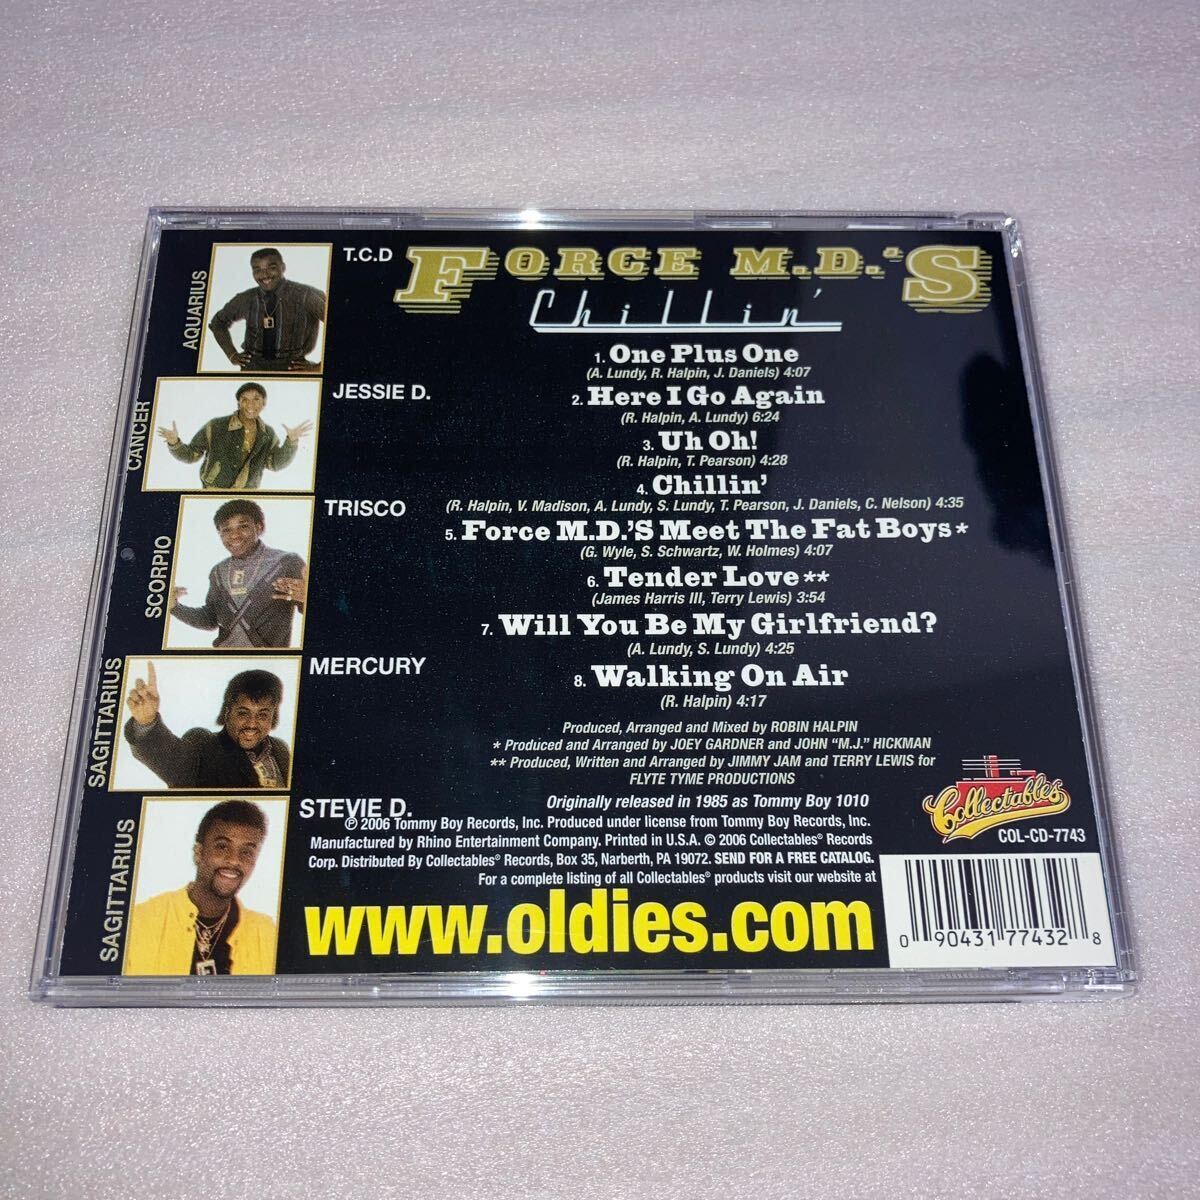 FORCE M.D.'S
Chillin'
T.C.D
AQUARIUS
JESSIE D.
CANCER
TRISCO
SCORPIO
MERCURY
SAGITTARIUS
STEVIE D.
SAGITTARIUS
1. One Plus One
(A. Lundy, R. Halpin, J. Daniels) 4:07
2. Here I Go Again
(R. Halpin, A. Lundy) 6:24
3. Uh Oh!
(R. Halpin, T. Pearson) 4:28
4. Chillin'
(R. Halpin, V. Madison, A. Lundy, S. Lundy, T. Pearson, J. Daniels, C. Nelson) 4:35
5. Force M.D.'S Meet The Fat Boys*
(G. Wyle, S. Schwartz, W. Holmes) 4:07
6. Tender Love**
(James Harris III, Terry Lewis) 3:54
7. Will You Be My Girlfriend?
(A. Lundy, S. Lundy) 4:25
8. Walking On Air
(R. Halpin) 4:17
Produced, Arranged and Mixed by ROBIN HALPIN
* Produced and Arranged by JOEY GARDNER and JOHN "M.J." HICKMAN
** Produced, Written and Arranged by JIMMY JAM and TERRY LEWIS for
FLYTE TYME PRODUCTIONS
Originally released in 1985 as Tommy Boy 1010
℗ 2006 Tommy Boy Records, Inc. Produced under license from Tommy Boy Records, Inc.
Manufactured by Rhino Entertainment Company. Printed in U.S.A. © 2006 Collectables® Records
Corp. Distributed By Collectables® Records, Box 35, Narberth, PA 19072. SEND FOR A FREE CATALOG.
For a complete listing of all Collectables® products visit our website at
www.oldies.com
Collectables
COL-CD-7743
0 90431 77432 8